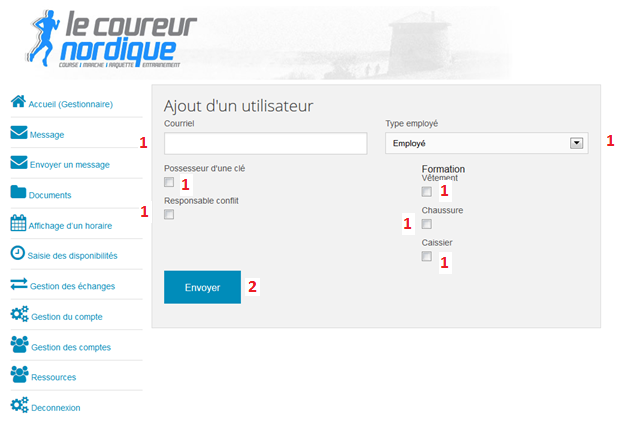 le coureur
nordique
COURSE | MARCHE | RAQUETTE | ENTRAINEMENT
Accueil (Gestionnaire)
Message
Envoyer un message
Documents
Affichage d'un horaire
Saisie des disponibilités
Gestion des échanges
Gestion du compte
Gestion des comptes
Ressources
Deconnexion
Ajout d'un utilisateur
Courriel
1
Type employé
Employé
1
Possesseur d'une clé
1
Responsable conflit
1
Formation
Vêtement
1
Chaussure
1
Caissier
1
Envoyer
2